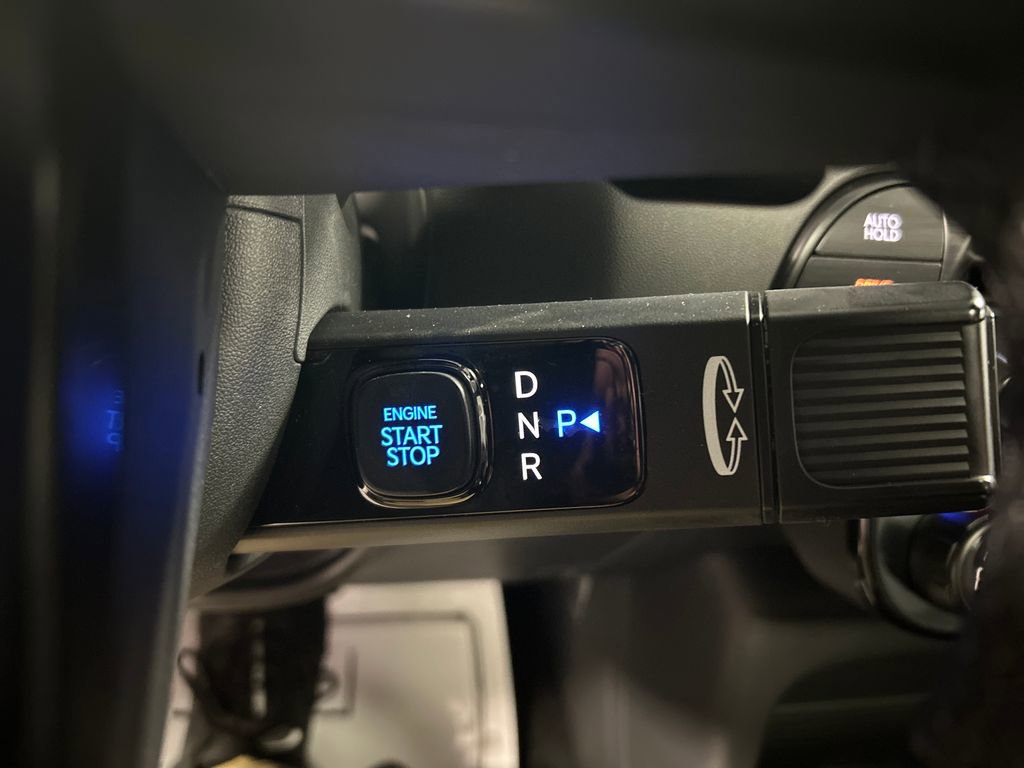 AUTO
HOLD
ENGINE
START
STOP
D
N P
R